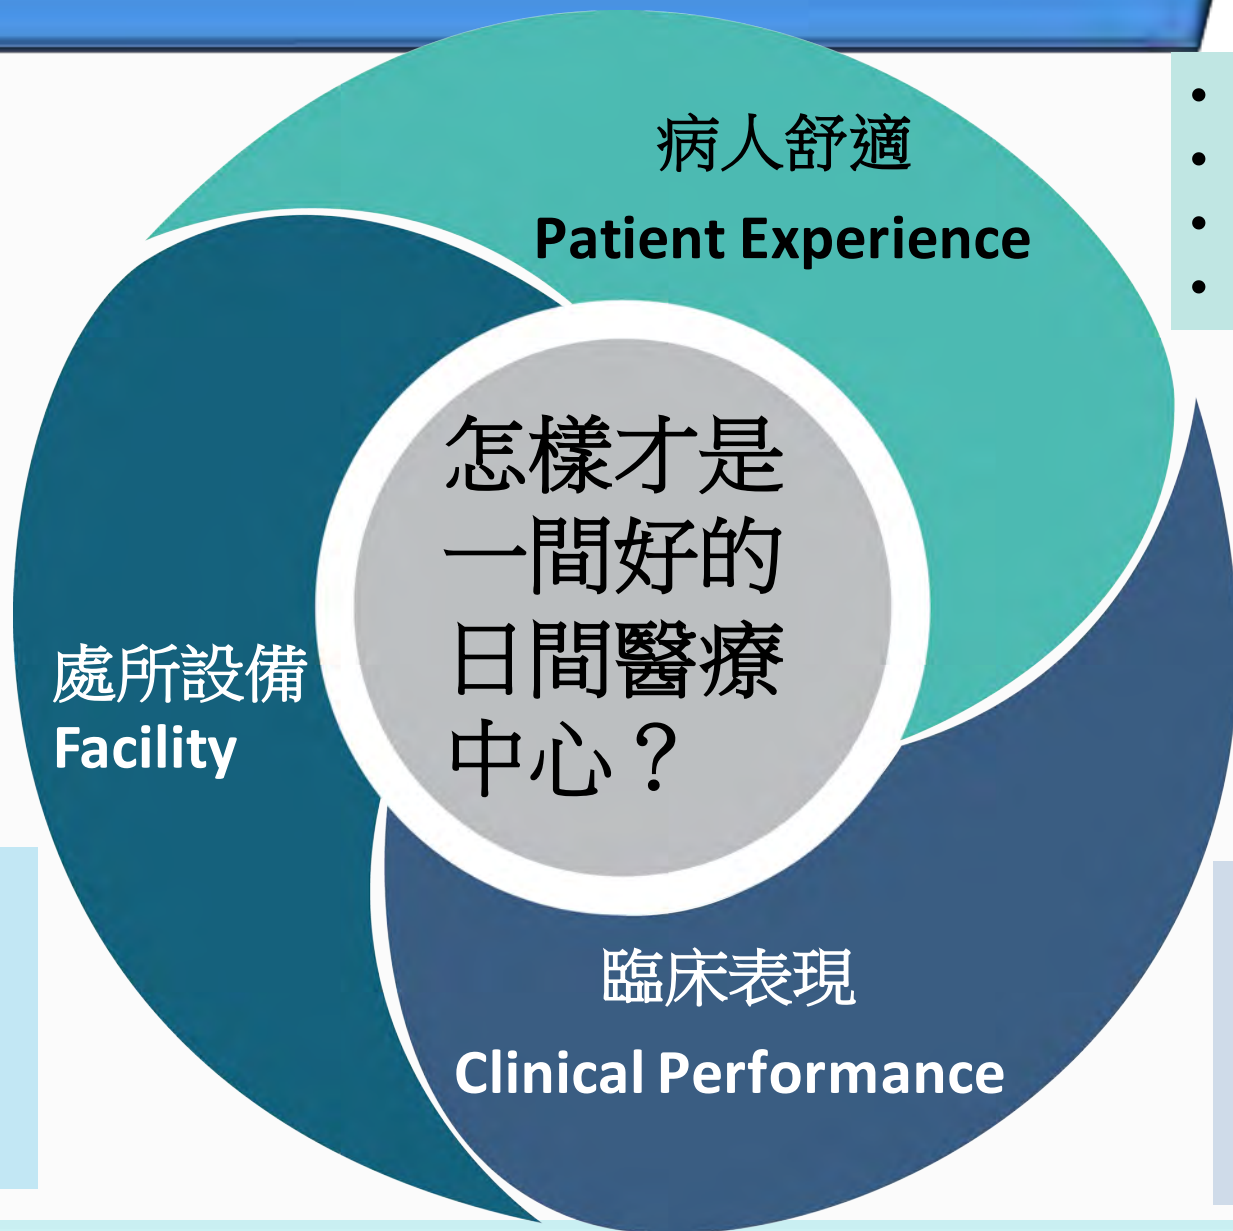 病人舒適
Patient Experience
怎樣才是
一間好的
日間醫療
中心？
處所設備
Facility
臨床表現
Clinical Performance